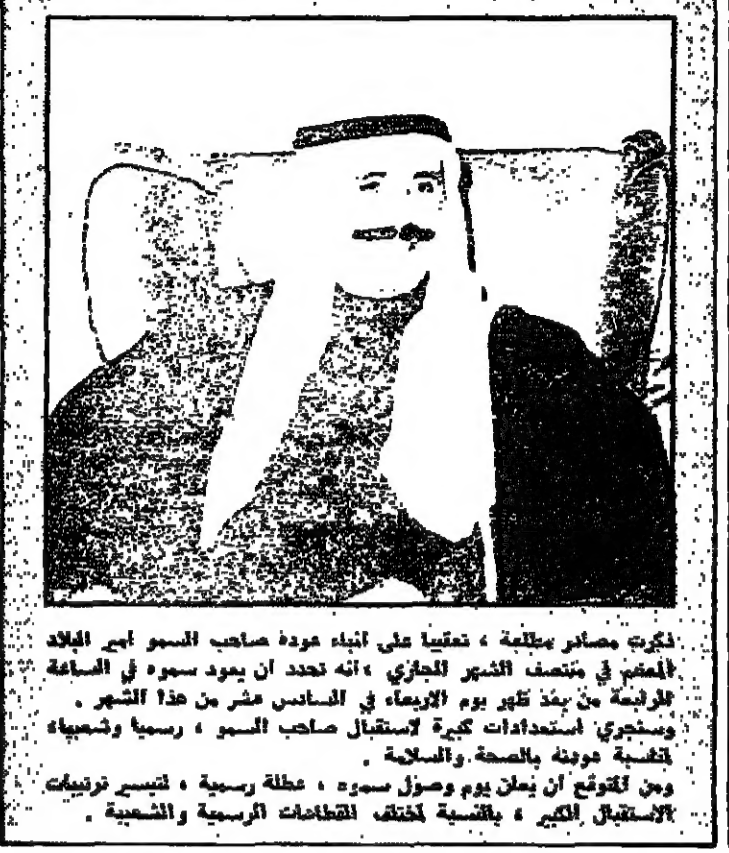 ذكرت مصادر مطلعة ، تعقيبا على انباء عودة صاحب السمو امير البلاد
المعظم في منتصف الشهر الجاري ، انه تحدد ان يعود سموه في الساعة
الرابعة من بعد ظهر يوم الاربعاء في السادس عشر من هذا الشهر .
وستجري استعدادات كبيرة لاستقبال صاحب السمو ، رسميا وشعبيا،
لمناسبة عودته بالصحة والسلامة .
ومن المتوقع ان يعلن يوم وصول سموه ، عطلة رسمية ، لتيسير ترتيبات
الاستقبال الكبير ، بالنسبة لمختلف القطاعات الرسمية والشعبية .